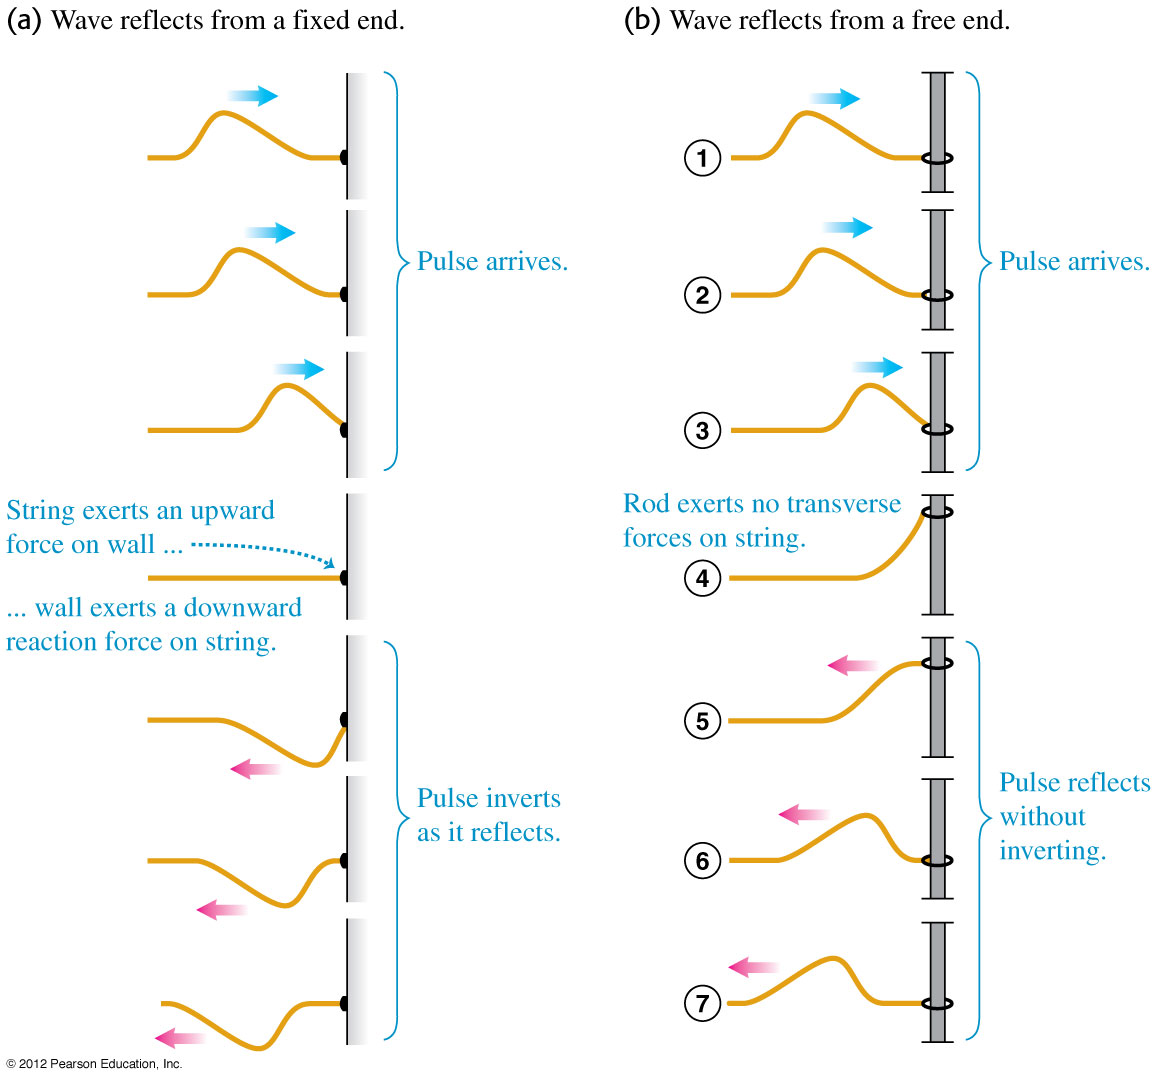 (a) Wave reflects from a fixed end.
Pulse arrives.
String exerts an upward
force on wall ...
... wall exerts a downward
reaction force on string.
Pulse inverts
as it reflects.
(b) Wave reflects from a free end.
1
2
Pulse arrives.
3
Rod exerts no transverse
forces on string.
4
5
Pulse reflects
without
inverting.
6
7
© 2012 Pearson Education, Inc.